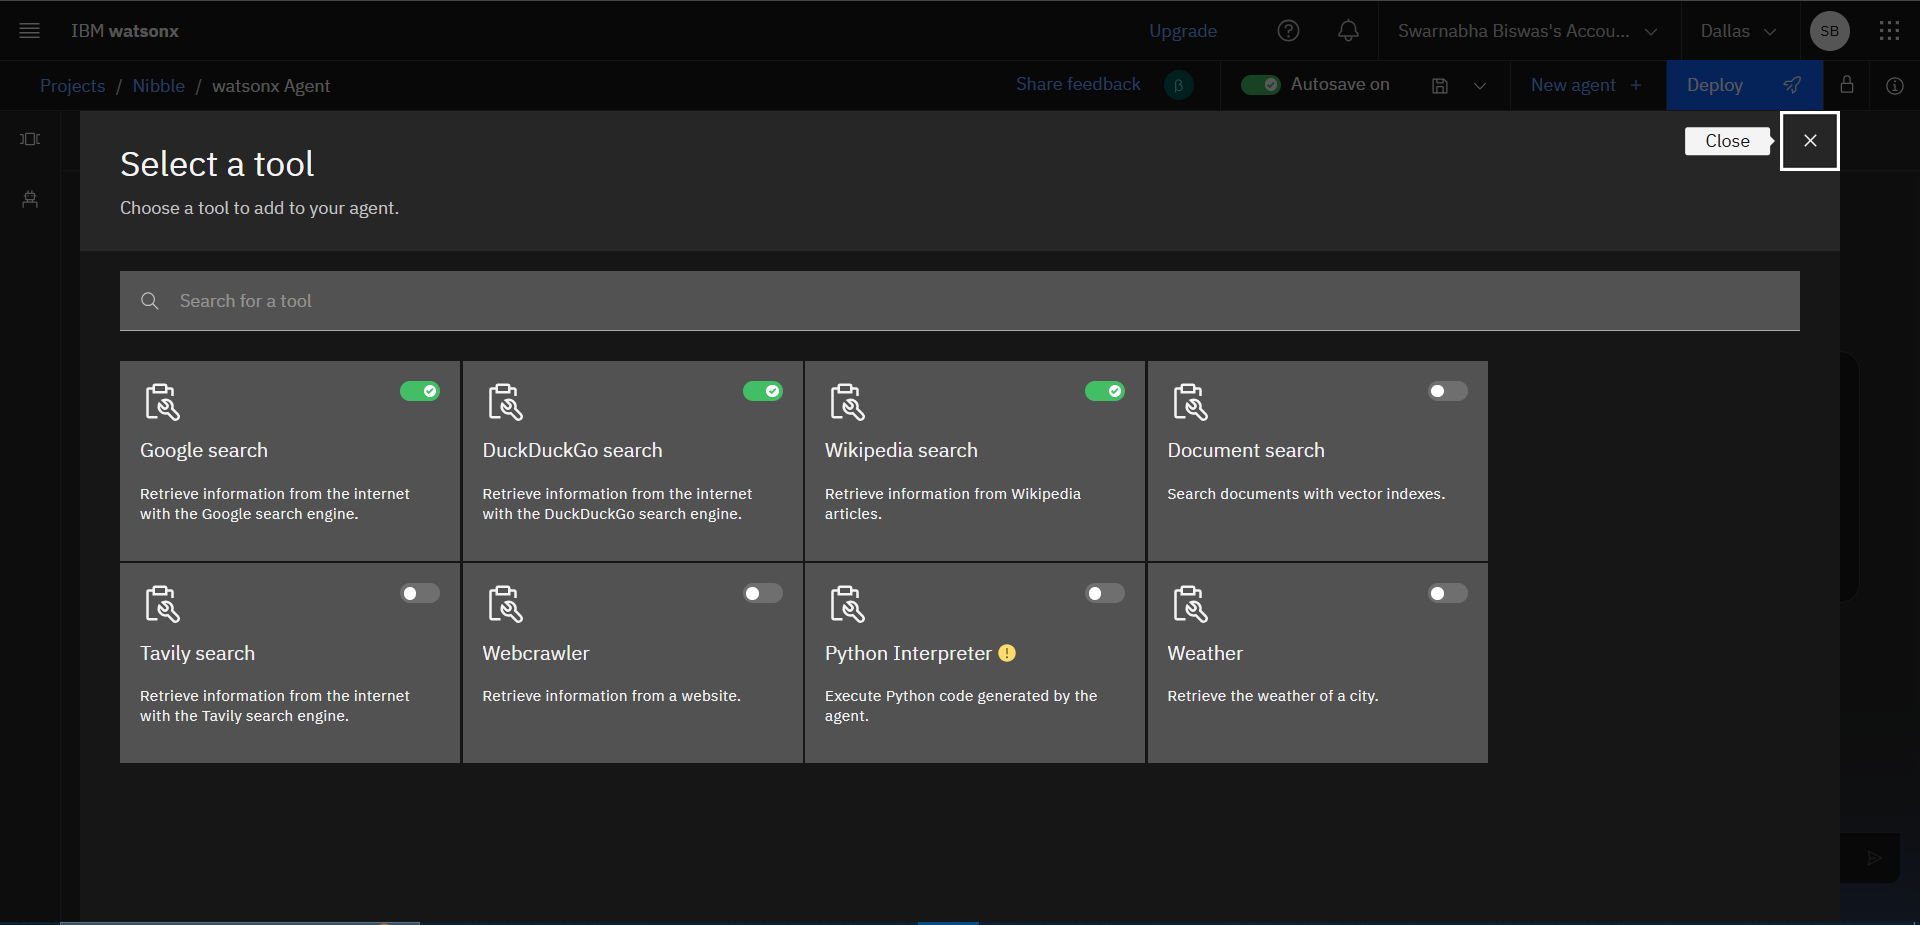 IBM watsonx
Upgrade
Swarnabha Biswas's Accou...
Dallas
SB
Projects / Nibble / watsonx Agent
Share feedback
β
Autosave on
New agent +
Deploy
Select a tool
Close
Choose a tool to add to your agent.
Search for a tool
Google search
Retrieve information from the internet
with the Google search engine.
DuckDuckGo search
Retrieve information from the internet
with the DuckDuckGo search engine.
Wikipedia search
Retrieve information from Wikipedia
articles.
Document search
Search documents with vector indexes.
Tavily search
Retrieve information from the internet
with the Tavily search engine.
Webcrawler
Retrieve information from a website.
Python Interpreter
Execute Python code generated by the
agent.
Weather
Retrieve the weather of a city.